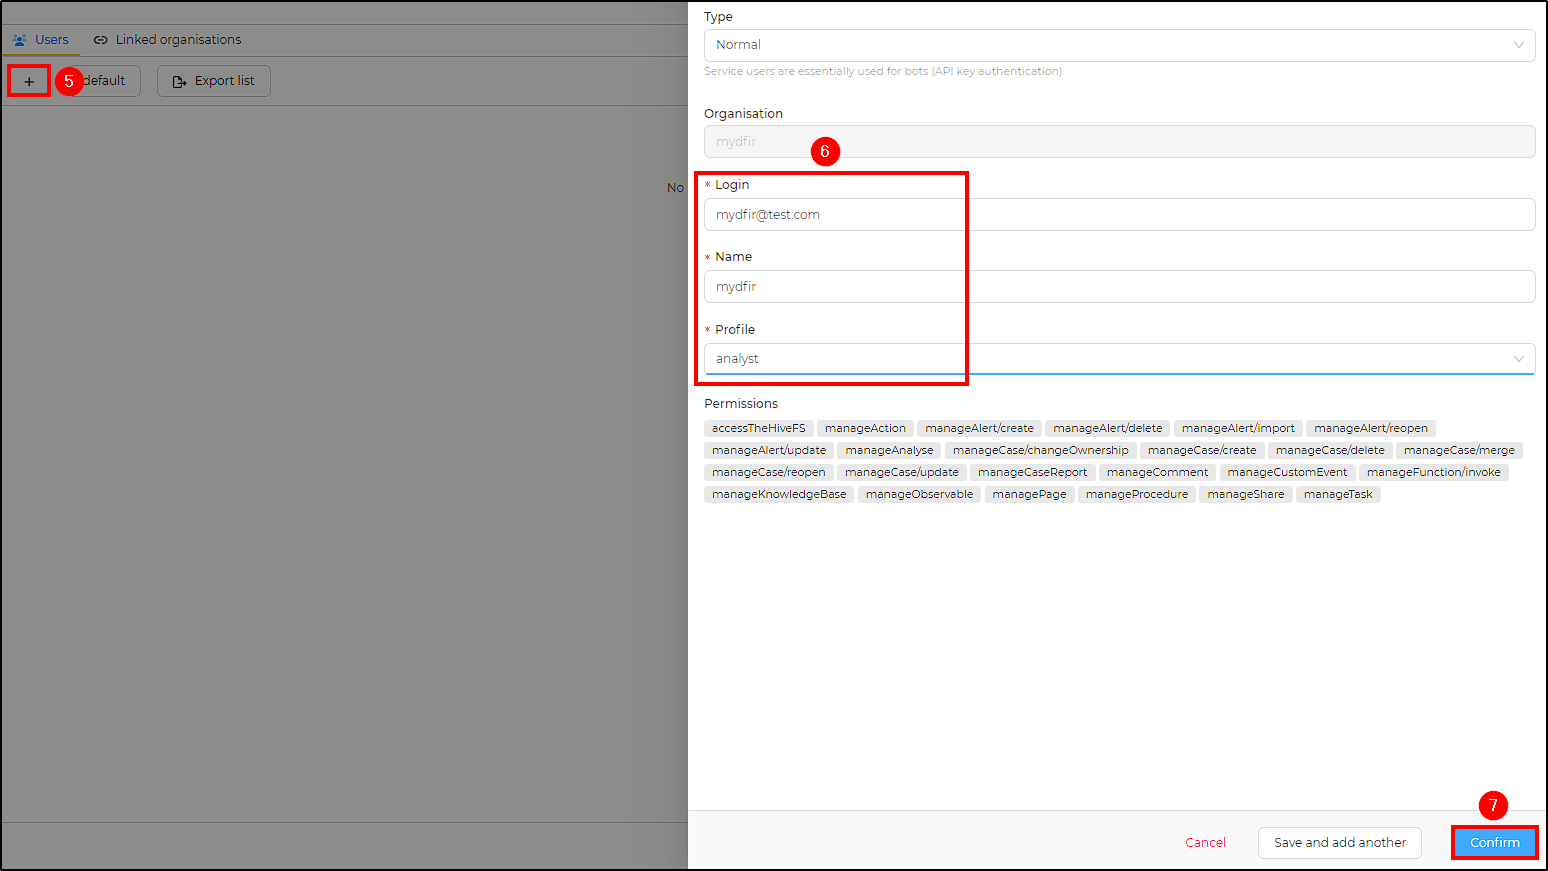 Users Linked organisations
+ 5 default Export list
No
Type
Normal
Service users are essentially used for bots (API key authentication).
Organisation
mydfir
6
* Login
mydfir@test.com
* Name
mydfir
* Profile
analyst
Permissions
accessTheHiveFS manageAction manageAlert/create manageAlert/delete manageAlert/import manageAlert/reopen
manageAlert/update manageAnalyse manageCase/changeOwnership manageCase/create manageCase/delete manageCase/merge
manageCase/reopen manageCase/update manageCaseReport manageComment manageCustomEvent manageFunction/invoke
manageKnowledgeBase manageObservable managePage manageProcedure manageShare manageTask
7
Cancel Save and add another Confirm